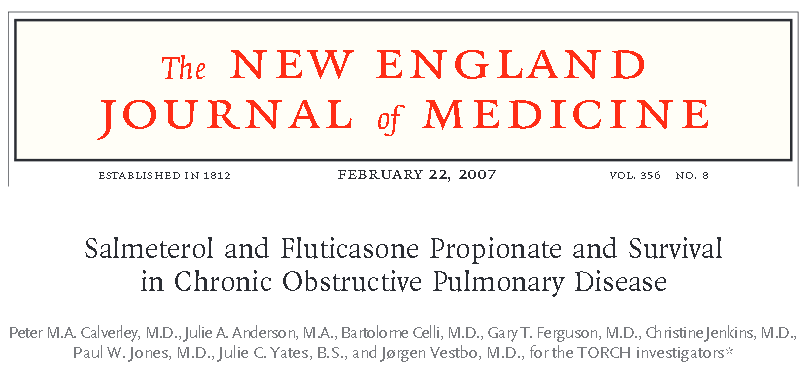 The NEW ENGLAND
JOURNAL of MEDICINE
ESTABLISHED IN 1812 FEBRUARY 22, 2007 VOL. 356 NO. 8
Salmeterol and Fluticasone Propionate and Survival
in Chronic Obstructive Pulmonary Disease
Peter M.A. Calverley, M.D., Julie A. Anderson, M.A., Bartolome Celli, M.D., Gary T. Ferguson, M.D., Christine Jenkins, M.D.,
Paul W. Jones, M.D., Julie C. Yates, B.S., and Jørgen Vestbo, M.D., for the TORCH investigators*